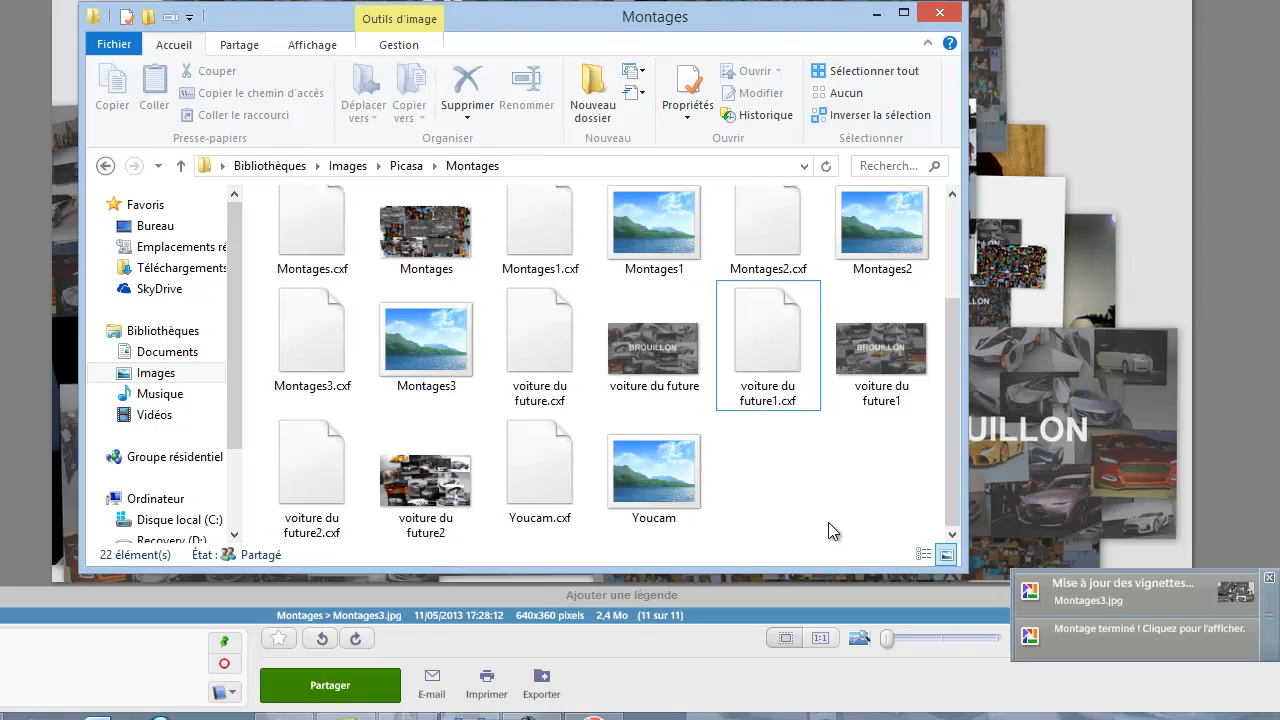 Outils d'image
Montages
Fichier
Accueil
Partage
Affichage
Gestion
Copier
Coller
Couper
Copier le chemin d'accès
Coller le raccourci
Presse-papiers
Déplacer vers
Copier vers
Supprimer
Renommer
Organiser
Nouveau dossier
Nouveau
Propriétés
Ouvrir
Modifier
Historique
Ouvrir
Sélectionner tout
Aucun
Inverser la sélection
Sélectionner
Bibliothèques
Images
Picasa
Montages
Recherch...
Favoris
Bureau
Emplacements ré
Téléchargements
SkyDrive
Bibliothèques
Documents
Images
Musique
Vidéos
Groupe résidentiel
Ordinateur
Disque local (C:)
Recovery (D:)
Montages.cxf
Montages
Montages1.cxf
Montages1
Montages2.cxf
Montages2
Montages3.cxf
Montages3
voiture du
future.cxf
BROUILLON
voiture du future
voiture du
future1.cxf
BROUILLON
voiture du
future1
voiture du
future2.cxf
voiture du
future2
Youcam.cxf
Youcam
22 élément(s)
État :
Partagé
UILLON
Ajouter une légende
Montages > Montages3.jpg
11/05/2013 17:28:12
640x360 pixels
2,4 Mo
(11 sur 11)
1:1
Partager
E-mail
Imprimer
Exporter
Mise à jour des vignettes...
Montages3.jpg
Montage terminé ! Cliquez pour l'afficher.